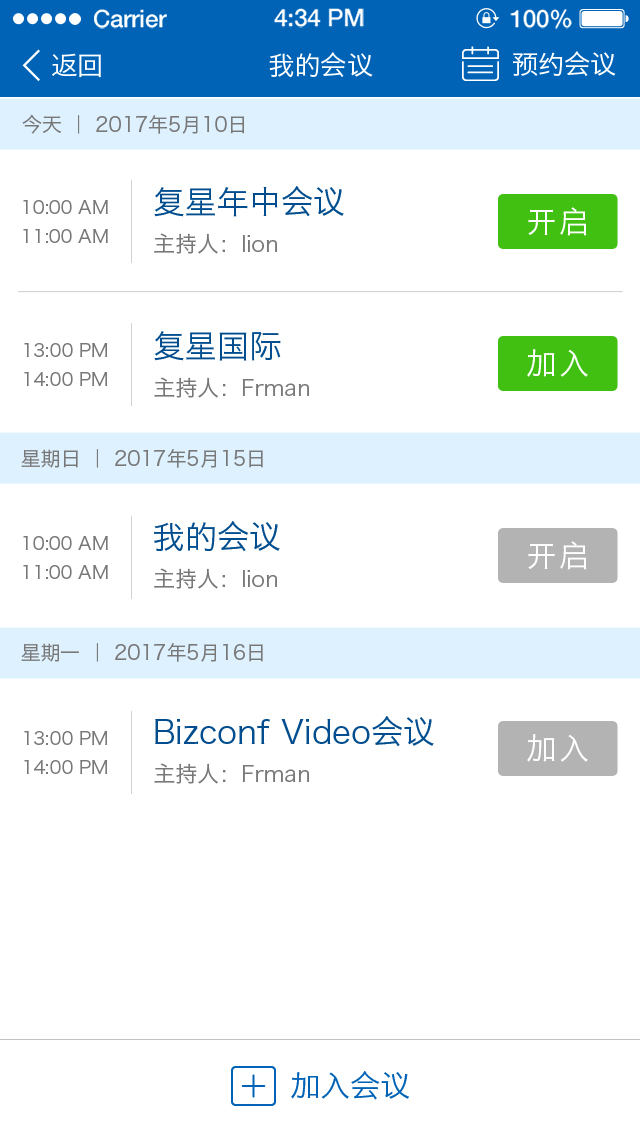 Carrier 4:34 PM 100%
返回 我的会议 预约会议
今天 | 2017年5月10日
10:00 AM
11:00 AM
复星年中会议
主持人：lion
开启
13:00 PM
14:00 PM
复星国际
主持人：Frman
加入
星期日 | 2017年5月15日
10:00 AM
11:00 AM
我的会议
主持人：lion
开启
星期一 | 2017年5月16日
13:00 PM
14:00 PM
Bizconf Video会议
主持人：Frman
加入
加入会议